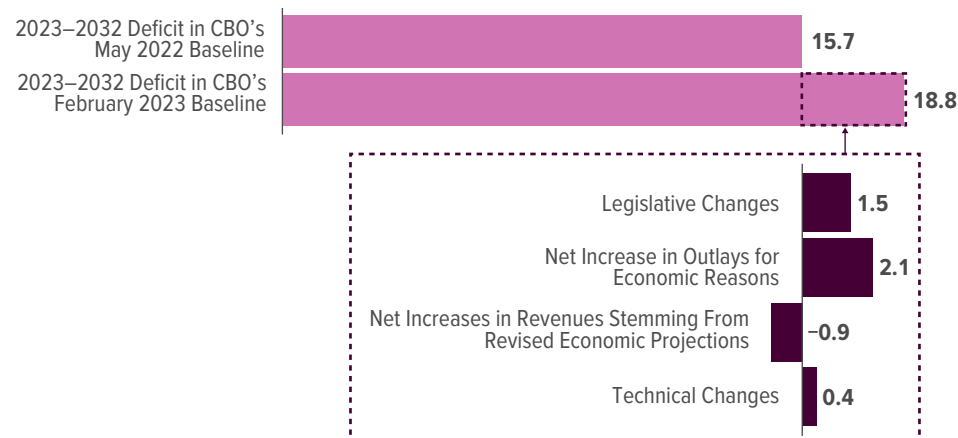 2023–2032 Deficit in CBO’s
May 2022 Baseline
15.7
2023–2032 Deficit in CBO’s
February 2023 Baseline
18.8
Legislative Changes
1.5
Net Increase in Outlays for
Economic Reasons
2.1
Net Increases in Revenues Stemming From
Revised Economic Projections
−0.9
Technical Changes
0.4